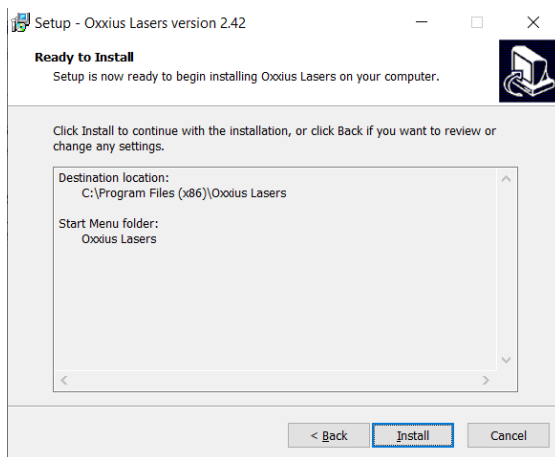 Setup - Oxxius Lasers version 2.42
Ready to Install
Setup is now ready to begin installing Oxxius Lasers on your computer.
Click Install to continue with the installation, or click Back if you want to review or
change any settings.
Destination location:
C:\Program Files (x86)\Oxxius Lasers
Start Menu folder:
Oxxius Lasers
< Back
Install
Cancel